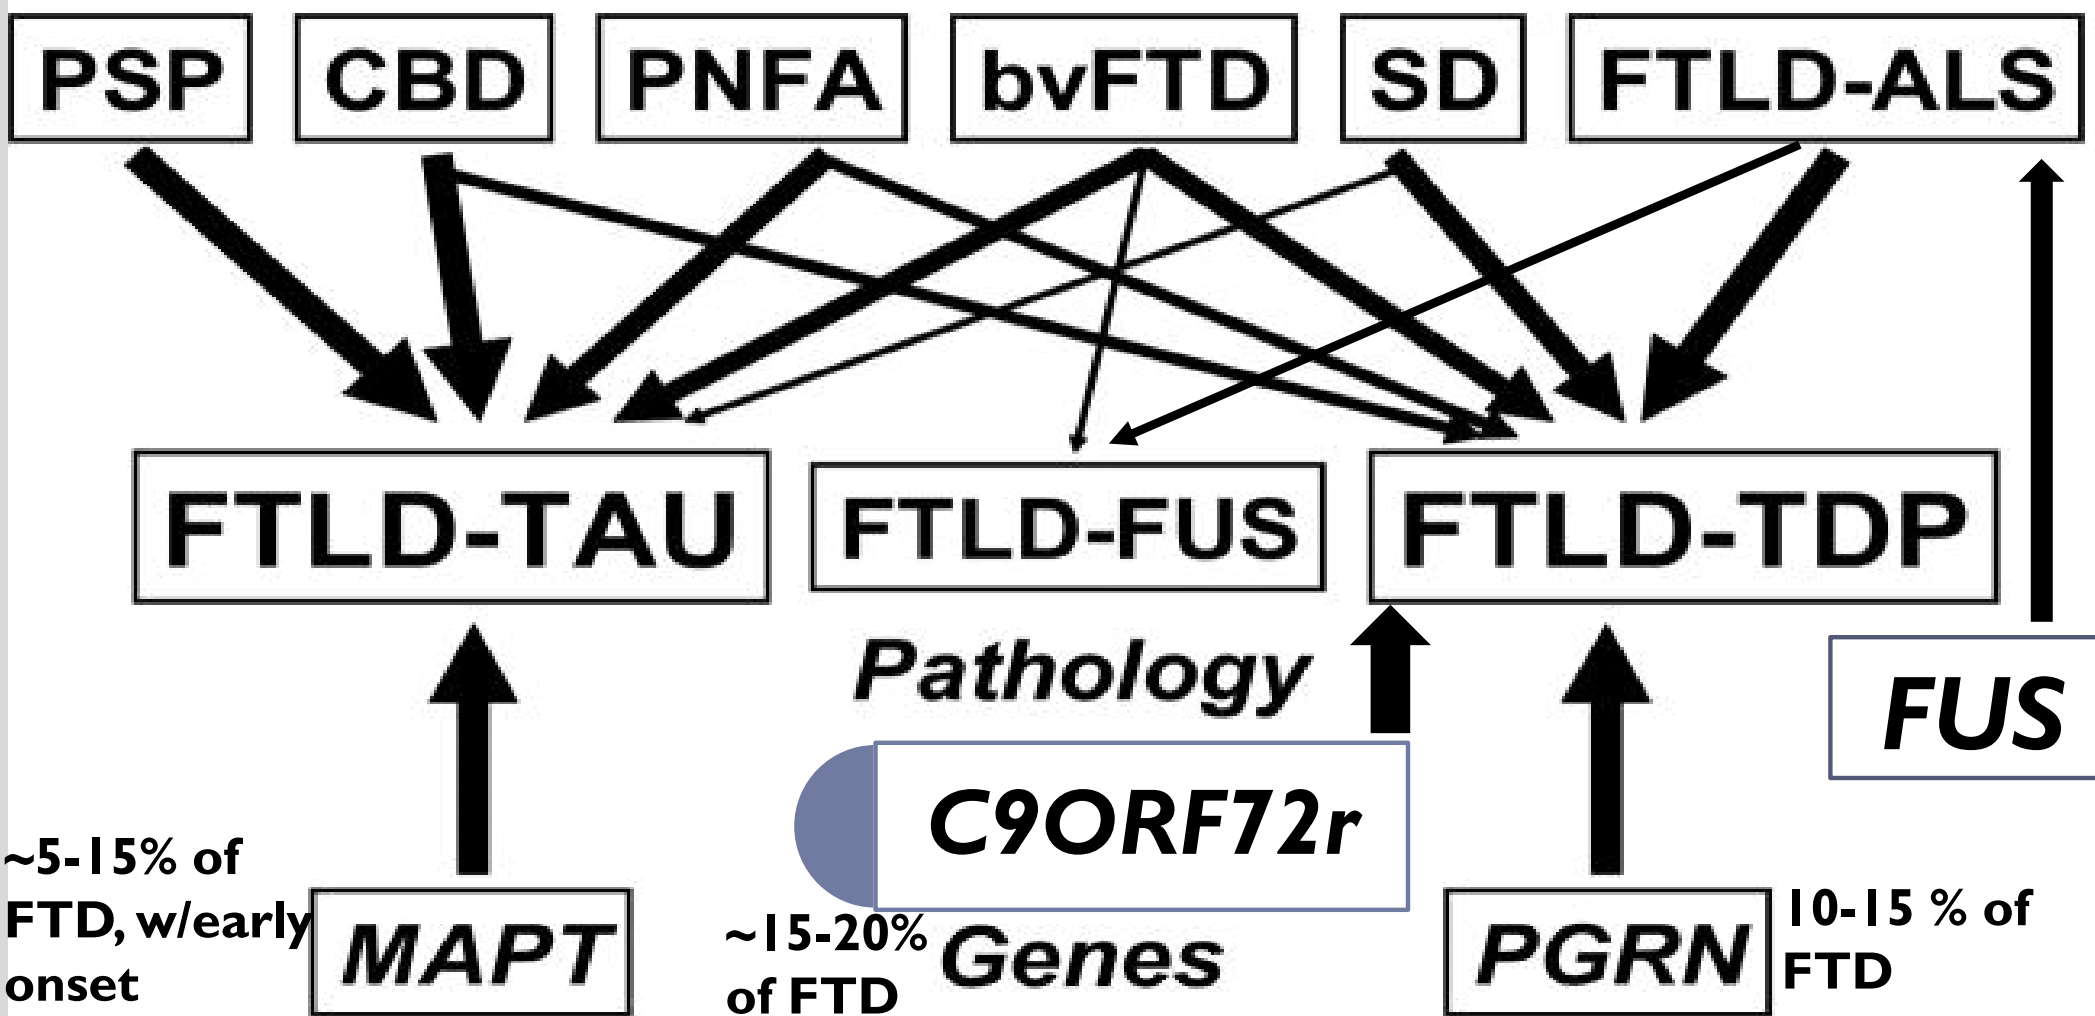 PSP
CBD
PNFA
bvFTD
SD
FTLD-ALS
FTLD-TAU
FTLD-FUS
FTLD-TDP
Pathology
FUS
C9ORF72r
~5-15% of
FTD, w/early
onset
MAPT
~15-20%
of FTD
Genes
PGRN
10-15 % of
FTD